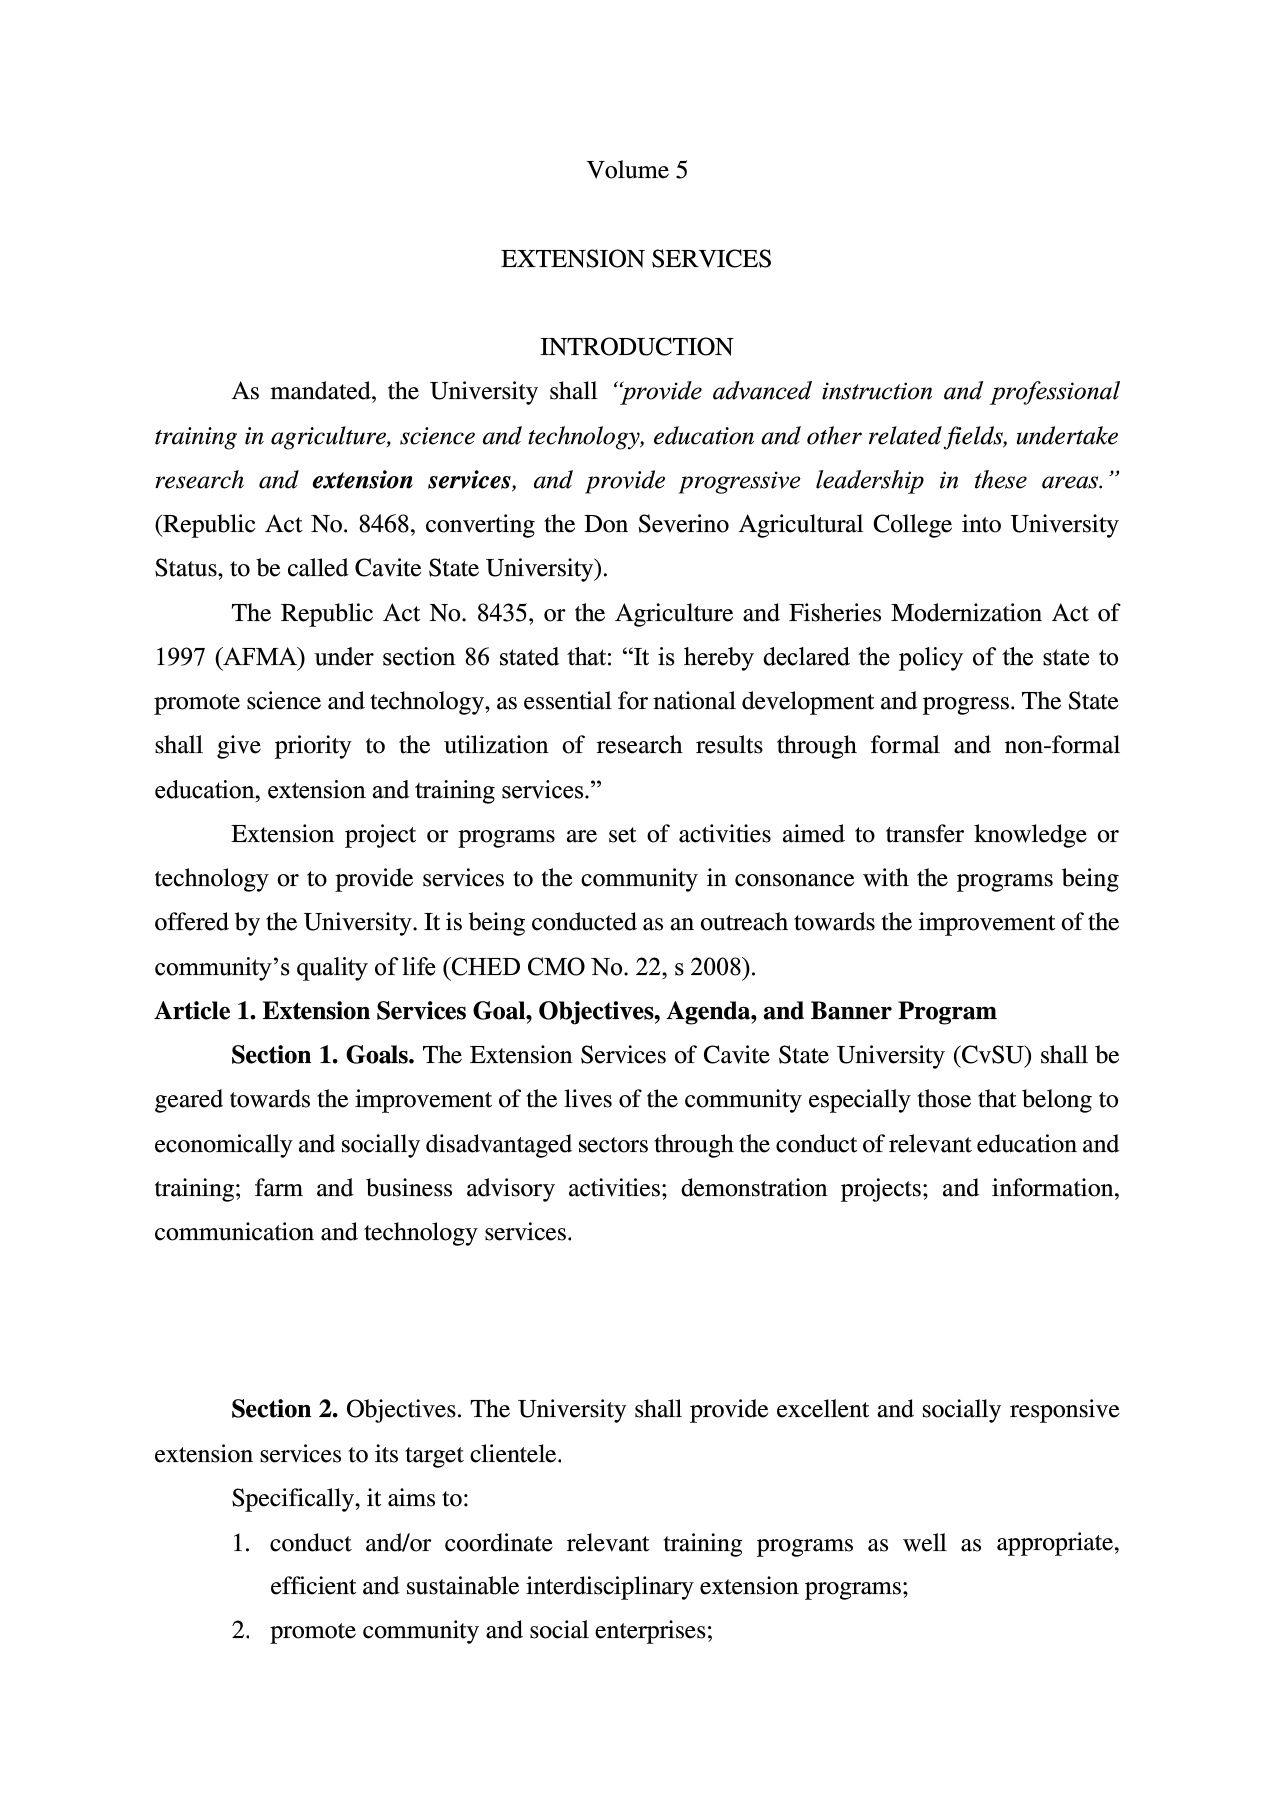 Volume 5
EXTENSION SERVICES
INTRODUCTION
As mandated, the University shall “provide advanced instruction and professional
training in agriculture, science and technology, education and other related fields, undertake
research and extension services, and provide progressive leadership in these areas.”
(Republic Act No. 8468, converting the Don Severino Agricultural College into University
Status, to be called Cavite State University).
The Republic Act No. 8435, or the Agriculture and Fisheries Modernization Act of
1997 (AFMA) under section 86 stated that: “It is hereby declared the policy of the state to
promote science and technology, as essential for national development and progress. The State
shall give priority to the utilization of research results through formal and non-formal
education, extension and training services.”
Extension project or programs are set of activities aimed to transfer knowledge or
technology or to provide services to the community in consonance with the programs being
offered by the University. It is being conducted as an outreach towards the improvement of the
community’s quality of life (CHED CMO No. 22, s 2008).
Article 1. Extension Services Goal, Objectives, Agenda, and Banner Program
Section 1. Goals. The Extension Services of Cavite State University (CvSU) shall be
geared towards the improvement of the lives of the community especially those that belong to
economically and socially disadvantaged sectors through the conduct of relevant education and
training; farm and business advisory activities; demonstration projects; and information,
communication and technology services.
Section 2. Objectives. The University shall provide excellent and socially responsive
extension services to its target clientele.
Specifically, it aims to:
1. conduct and/or coordinate relevant training programs as well as appropriate,
efficient and sustainable interdisciplinary extension programs;
2. promote community and social enterprises;